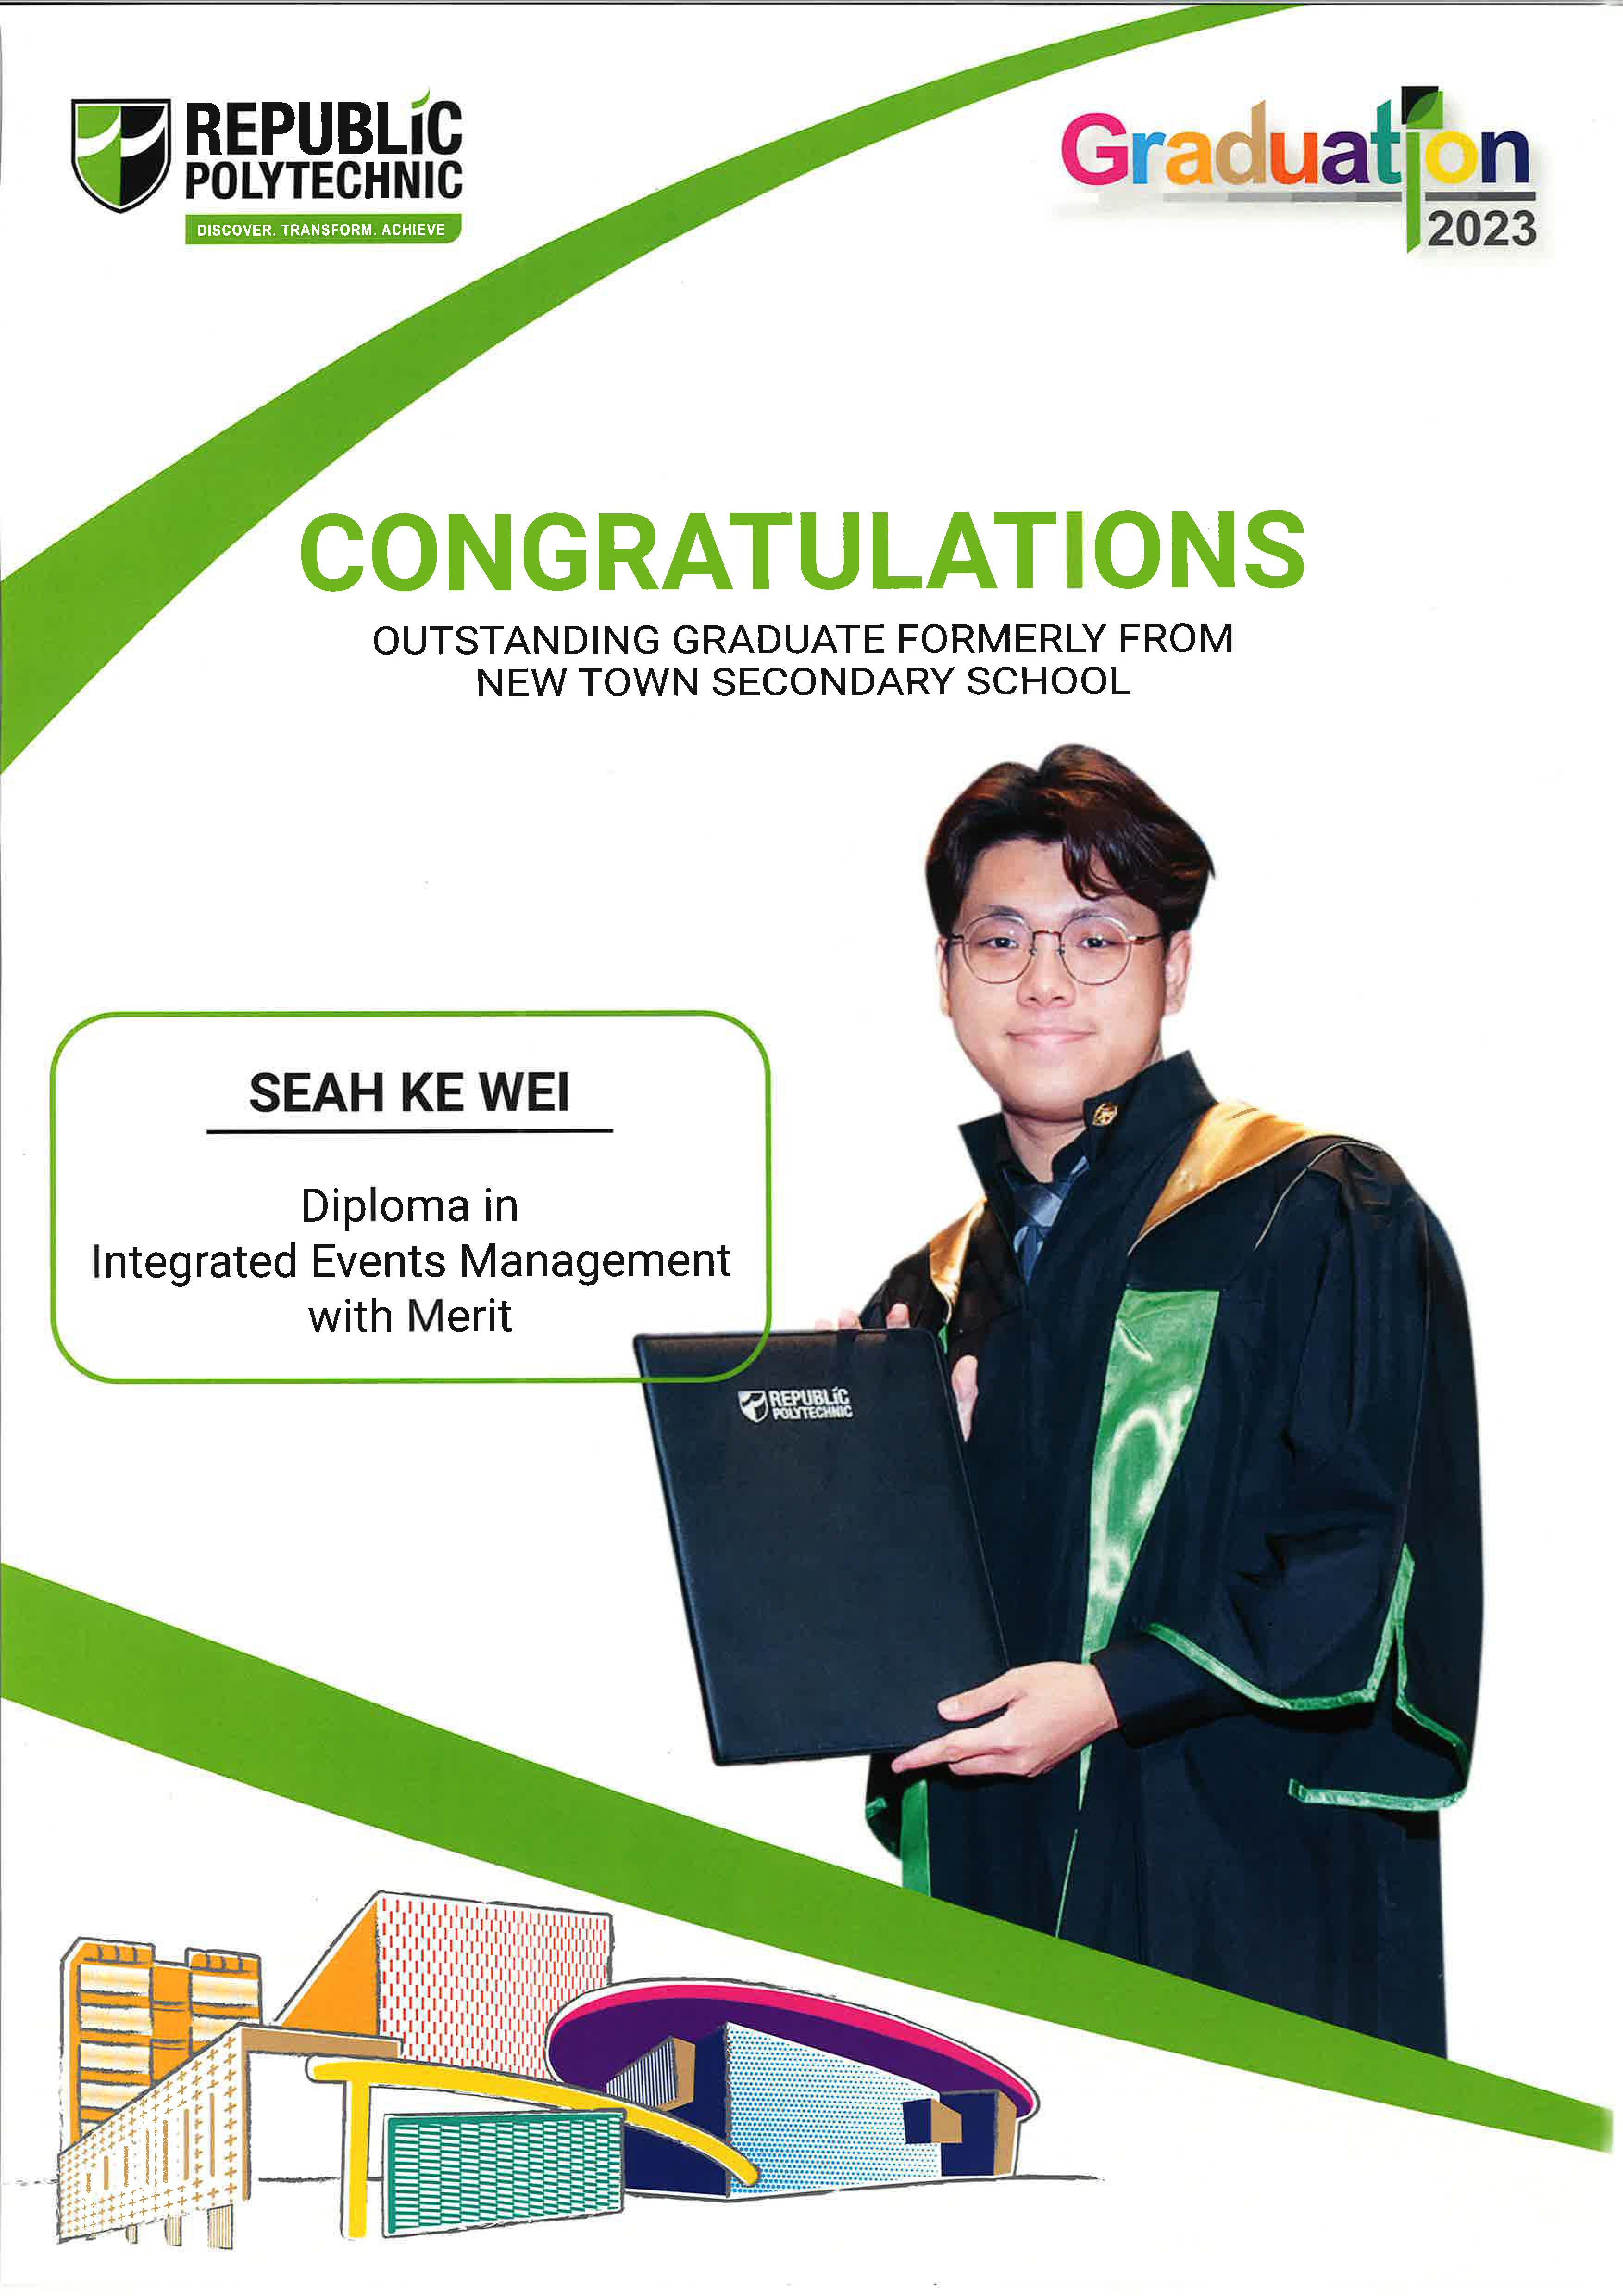 REPUBLIC
POLYTECHNIC
DISCOVER. TRANSFORM. ACHIEVE
Graduation
2023
CONGRATULATIONS
OUTSTANDING GRADUATE FORMERLY FROM
NEW TOWN SECONDARY SCHOOL
SEAH KE WEI
Diploma in
Integrated Events Management
with Merit
REPUBLIC
POLYTECHNIC